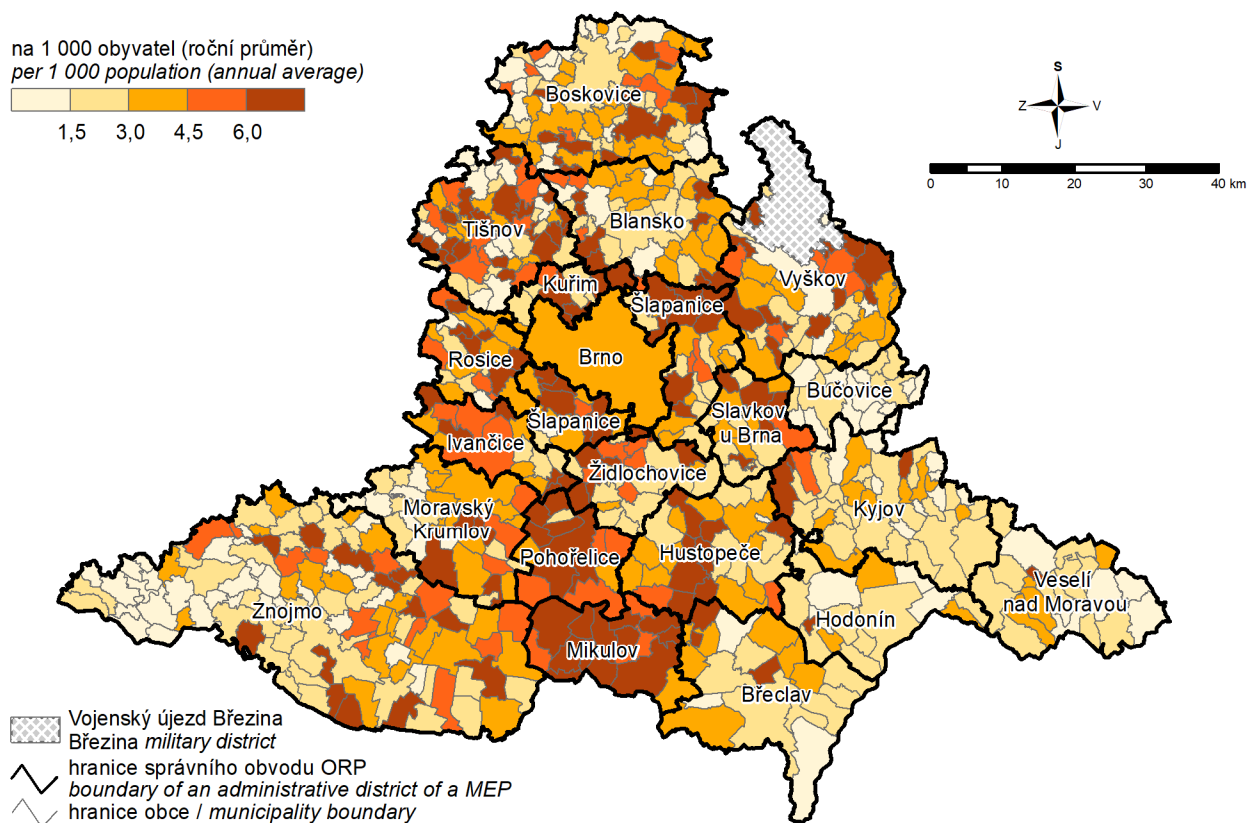 na 1 000 obyvatel (roční průměr)
per 1 000 population (annual average)
1,5 3,0 4,5 6,0
S
Z V
J
0 10 20 30 40 km
Boskovice
Tišnov
Blansko
Kuřim
Vyškov
Šlapanice
Rosice
Brno
Bučovice
Šlapanice
Slavkov
u Brna
Ivančice
Židlochovice
Moravský
Krumlov
Kyjov
Pohořelice
Hustopeče
Znojmo
Veselí
nad Moravou
Hodonín
Mikulov
Břeclav
Vojenský újezd Březina
Březina military district
hranice správního obvodu ORP
boundary of an administrative district of a MEP
hranice obce / municipality boundary